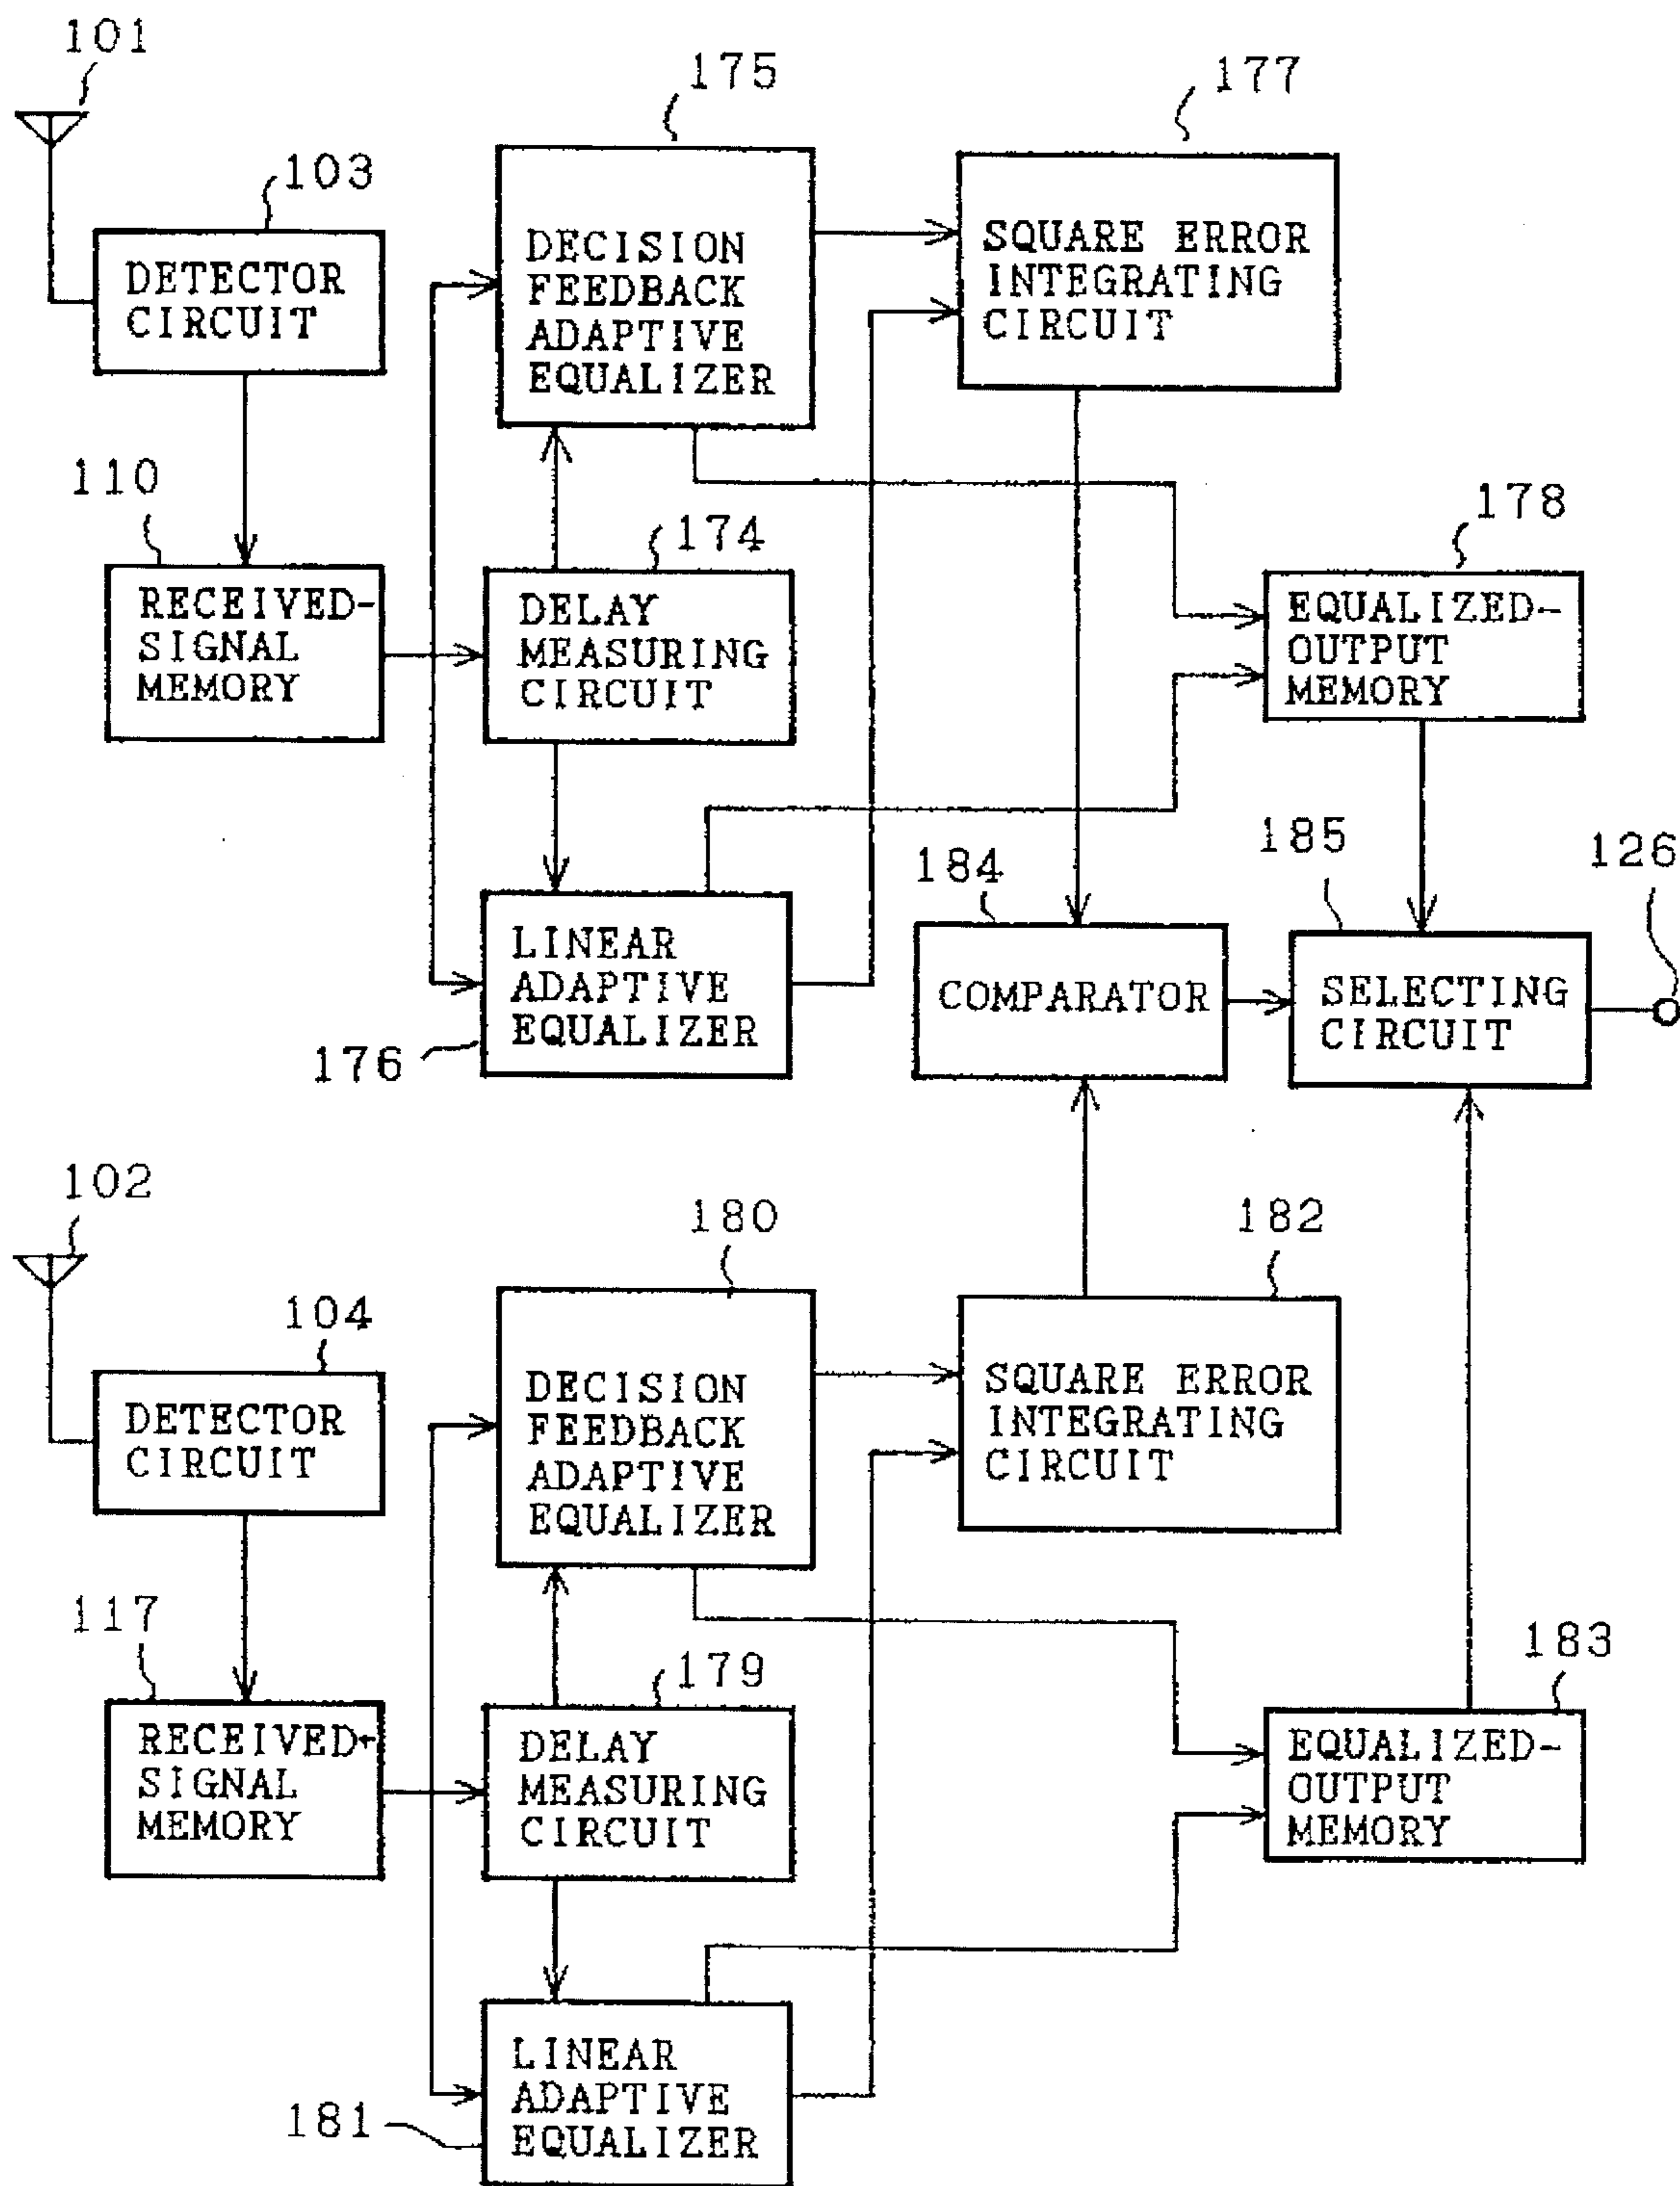 101
175
177
103
DETECTOR
CIRCUIT
DECISION
FEEDBACK
ADAPTIVE
EQUALIZER
SQUARE ERROR
INTEGRATING
CIRCUIT
110
174
178
RECEIVED-
SIGNAL
MEMORY
DELAY
MEASURING
CIRCUIT
EQUALIZED-
OUTPUT
MEMORY
184
185
126
LINEAR
ADAPTIVE
EQUALIZER
176
COMPARATOR
SELECTING
CIRCUIT
102
180
182
104
DETECTOR
CIRCUIT
DECISION
FEEDBACK
ADAPTIVE
EQUALIZER
SQUARE ERROR
INTEGRATING
CIRCUIT
117
179
183
RECEIVED-
SIGNAL
MEMORY
DELAY
MEASURING
CIRCUIT
EQUALIZED-
OUTPUT
MEMORY
LINEAR
ADAPTIVE
EQUALIZER
181